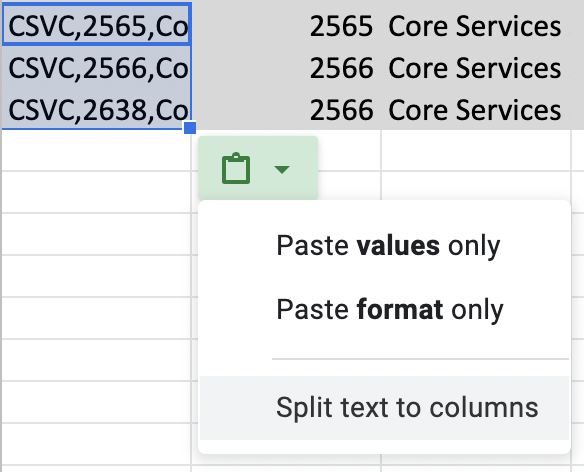 CSVC,2565,Co 2565 Core Services
CSVC,2566,Co 2566 Core Services
CSVC,2638,Co 2566 Core Services
Paste values only
Paste format only
Split text to columns